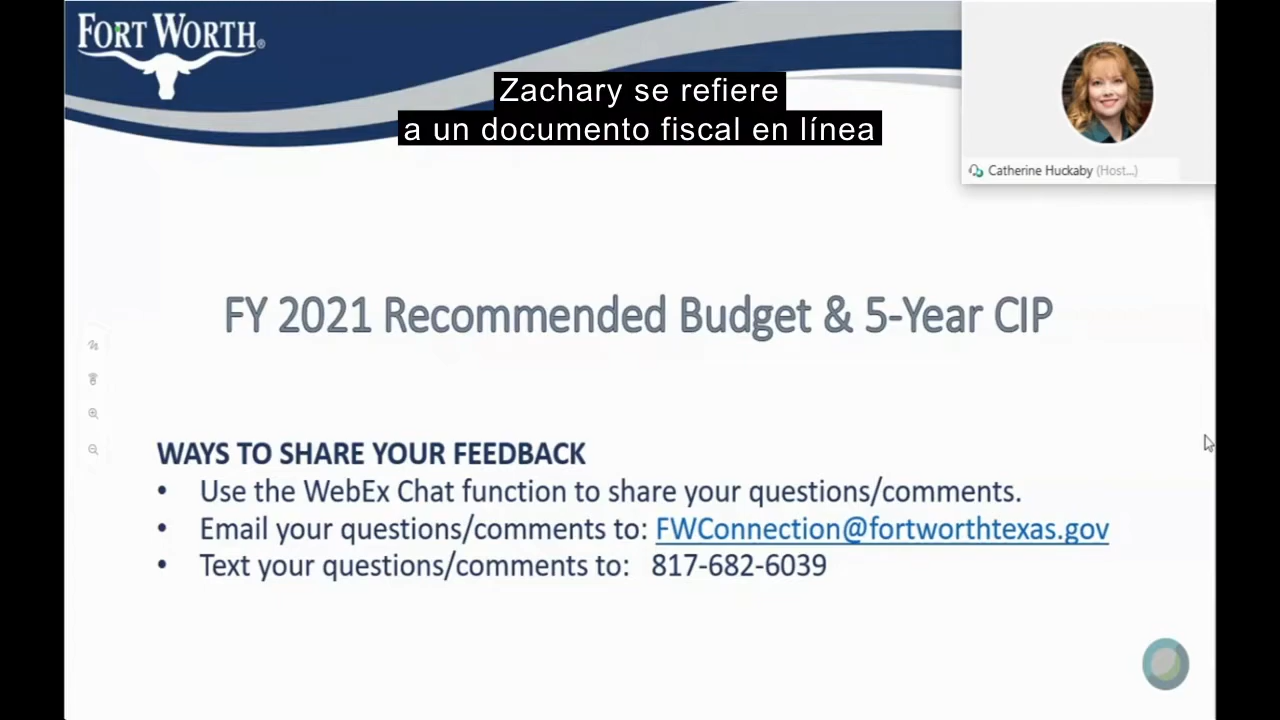 FORT WORTH®
Zachary se refiere
a un documento fiscal en línea
Catherine Huckaby (Host...)
FY 2021 Recommended Budget & 5-Year CIP
WAYS TO SHARE YOUR FEEDBACK
• Use the WebEx Chat function to share your questions/comments.
• Email your questions/comments to: FWConnection@fortworthtexas.gov
• Text your questions/comments to: 817-682-6039